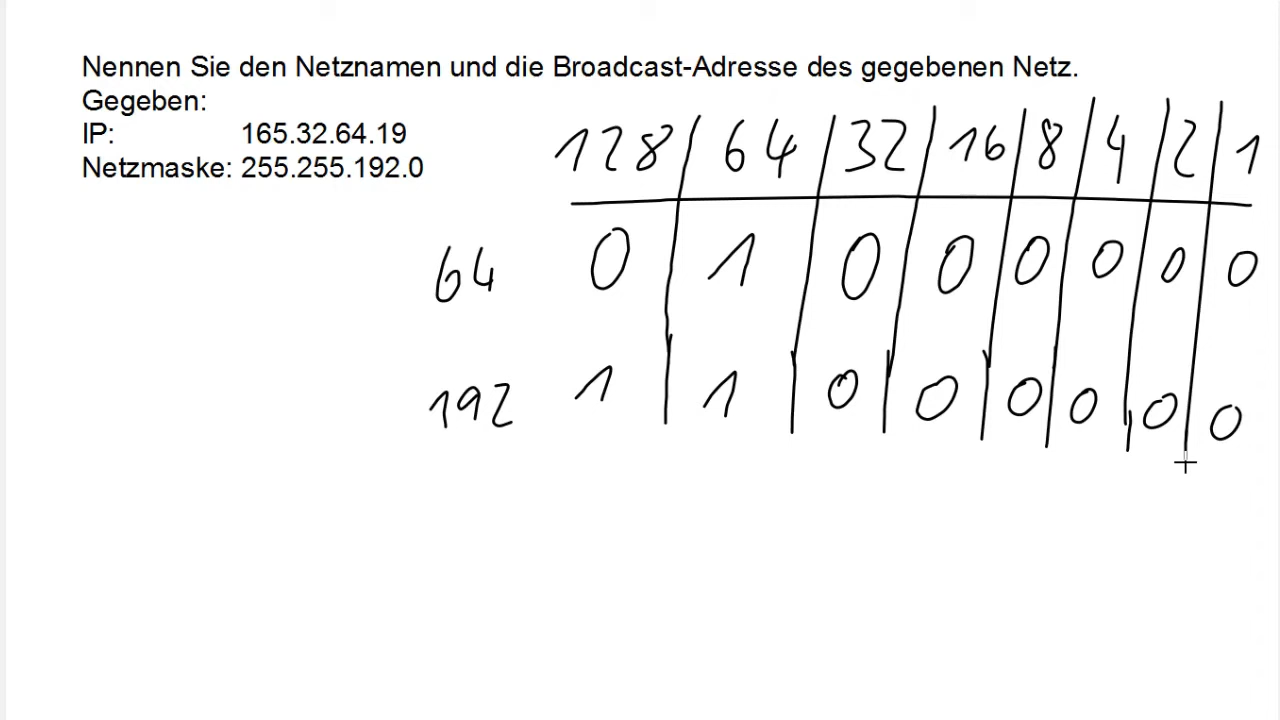 Nennen Sie den Netznamen und die Broadcast-Adresse des gegebenen Netz.
Gegeben:
IP: 165.32.64.19
Netzmaske: 255.255.192.0
128 64 32 16 8 4 2 1
64 0 1 0 0 0 0 0 0
192 1 1 0 0 0 0 0 0